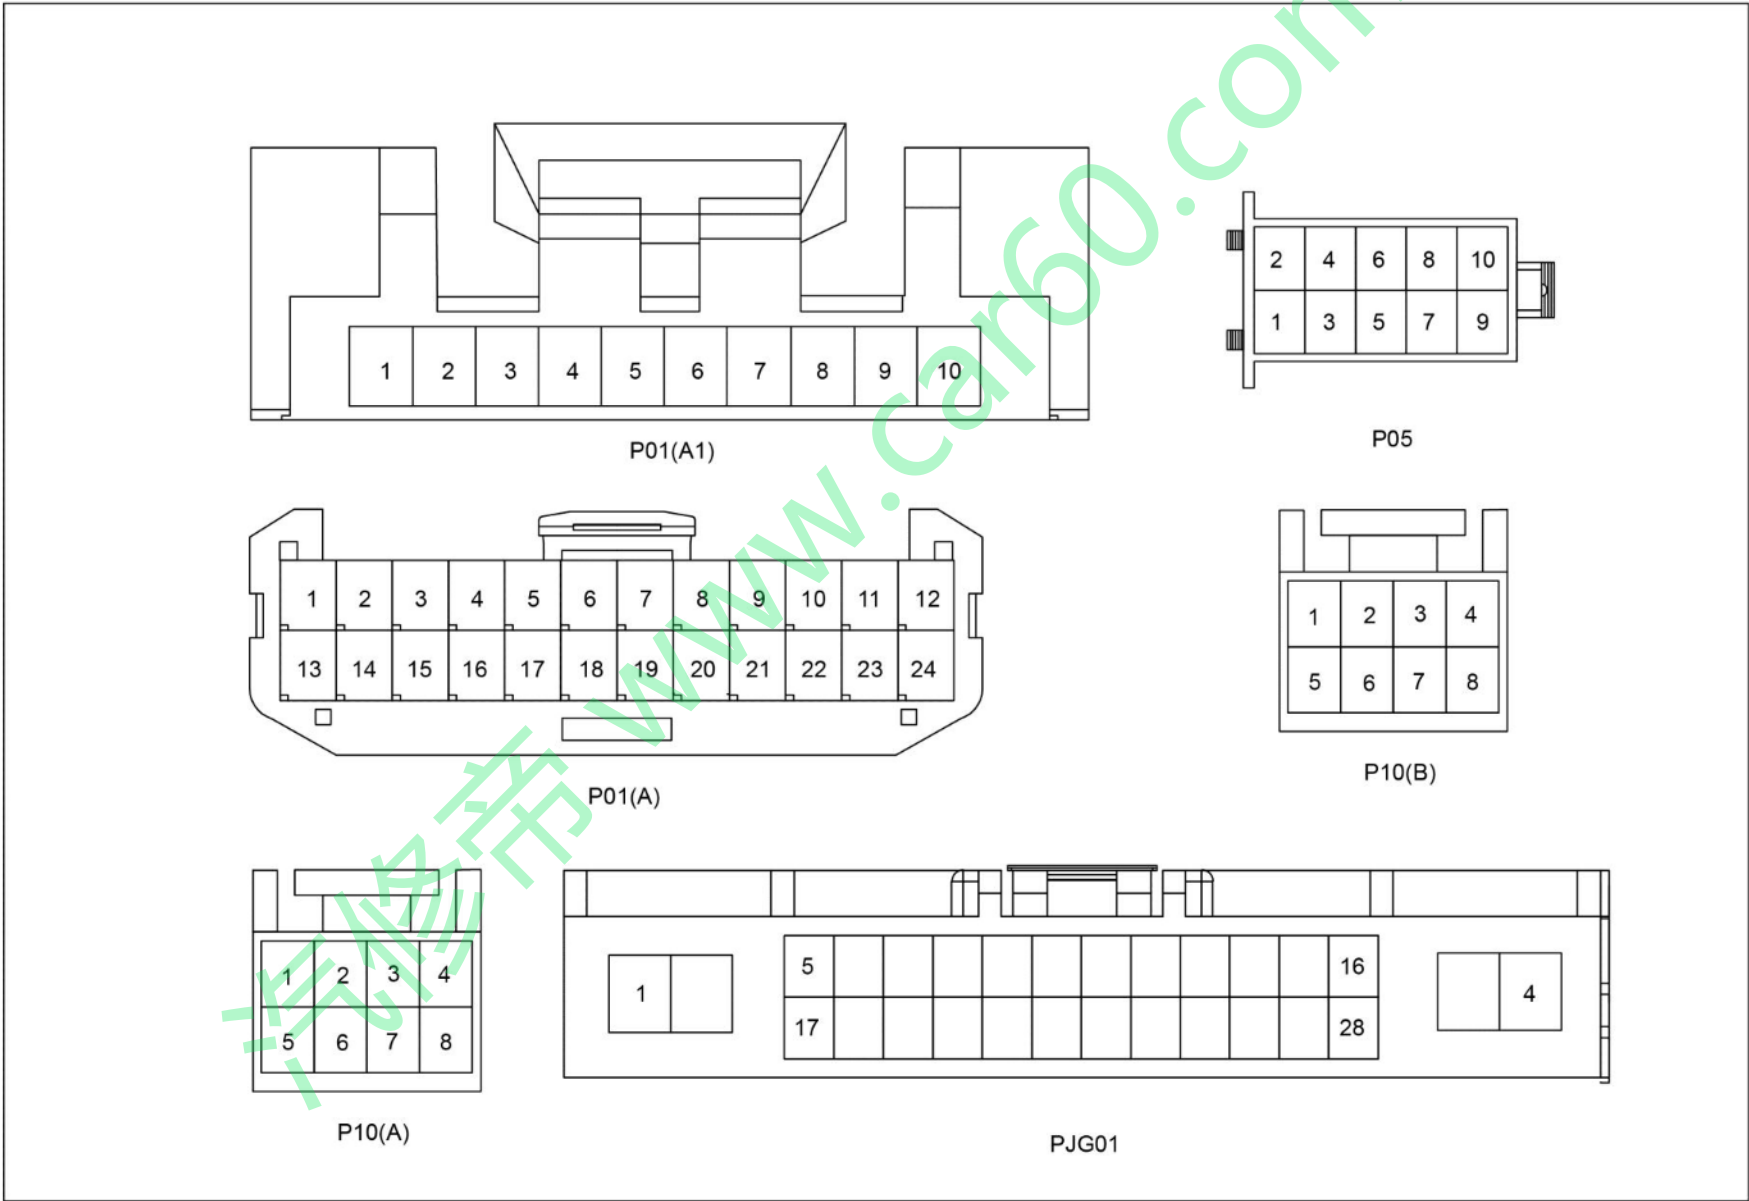 2 4 6 8 10
1 3 5 7 9
P05
1 2 3 4 5 6 7 8 9 10
P01(A1)
1 2 3 4 5 6 7 8 9 10 11 12
13 14 15 16 17 18 19 20 21 22 23 24
P01(A)
1 2 3 4
5 6 7 8
P10(B)
1 2 3 4
5 6 7 8
P10(A)
5 16
1 4
17 28
PJG01
汽修帝 www.car60.com